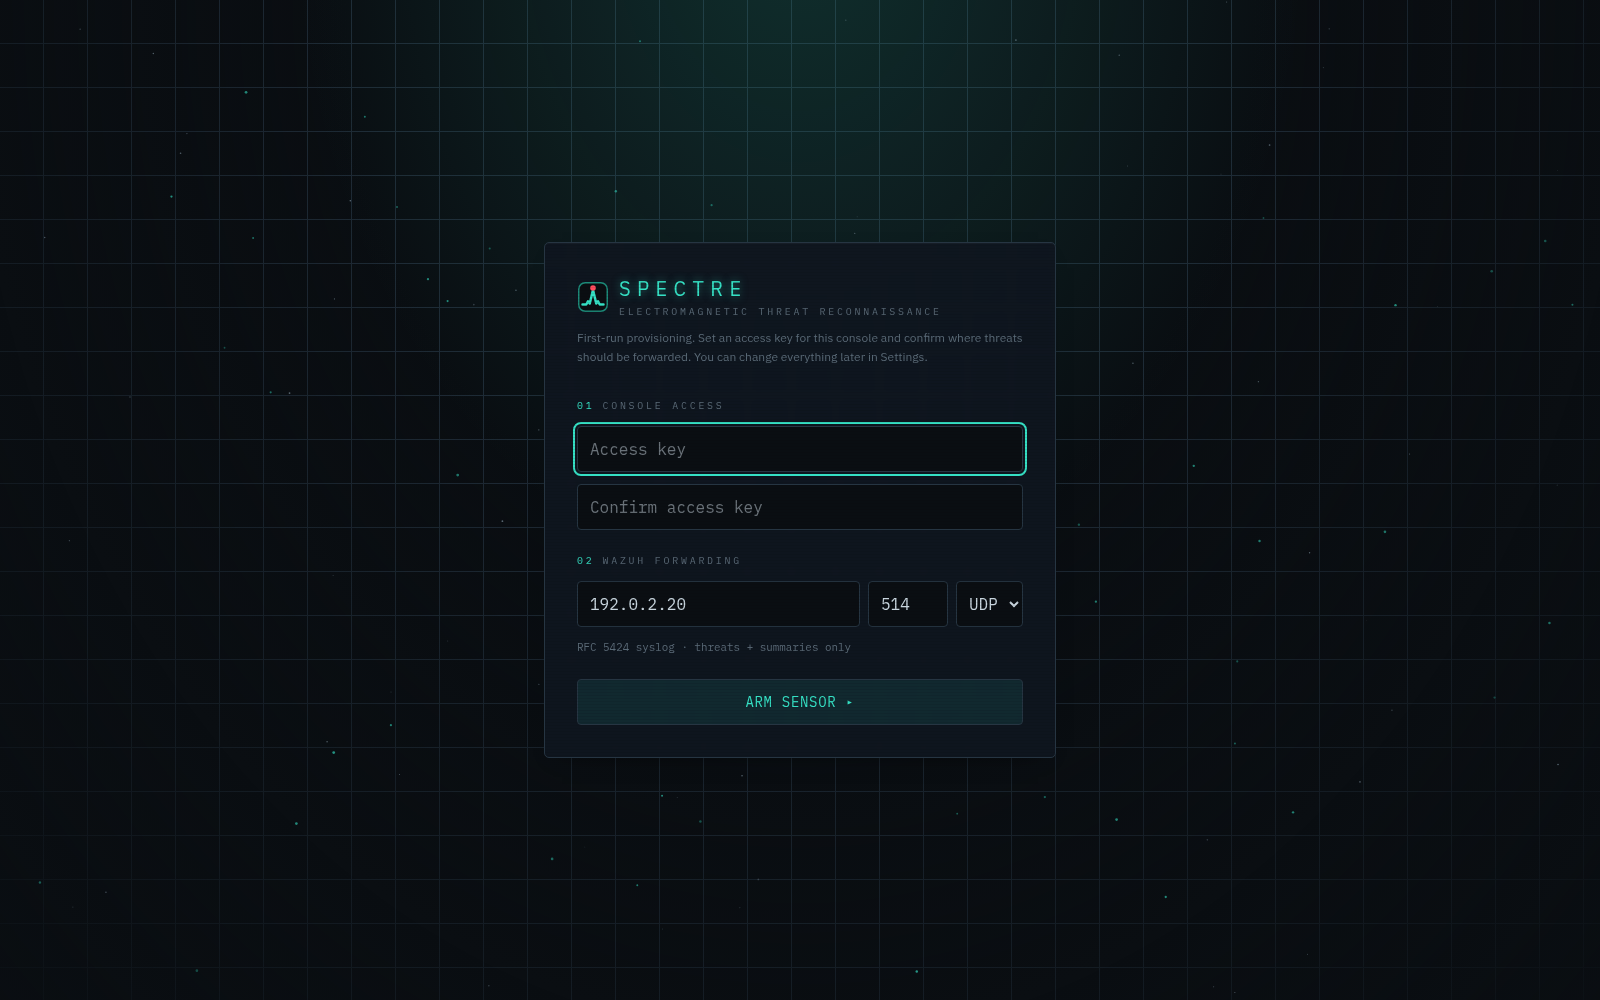 SPECTRE
ELECTROMAGNETIC THREAT RECONNAISSANCE
First-run provisioning. Set an access key for this console and confirm where threats
should be forwarded. You can change everything later in Settings.
01 CONSOLE ACCESS
Access key
Confirm access key
02 WAZUH FORWARDING
192.0.2.20 514 UDP
RFC 5424 syslog · threats + summaries only
ARM SENSOR ▸